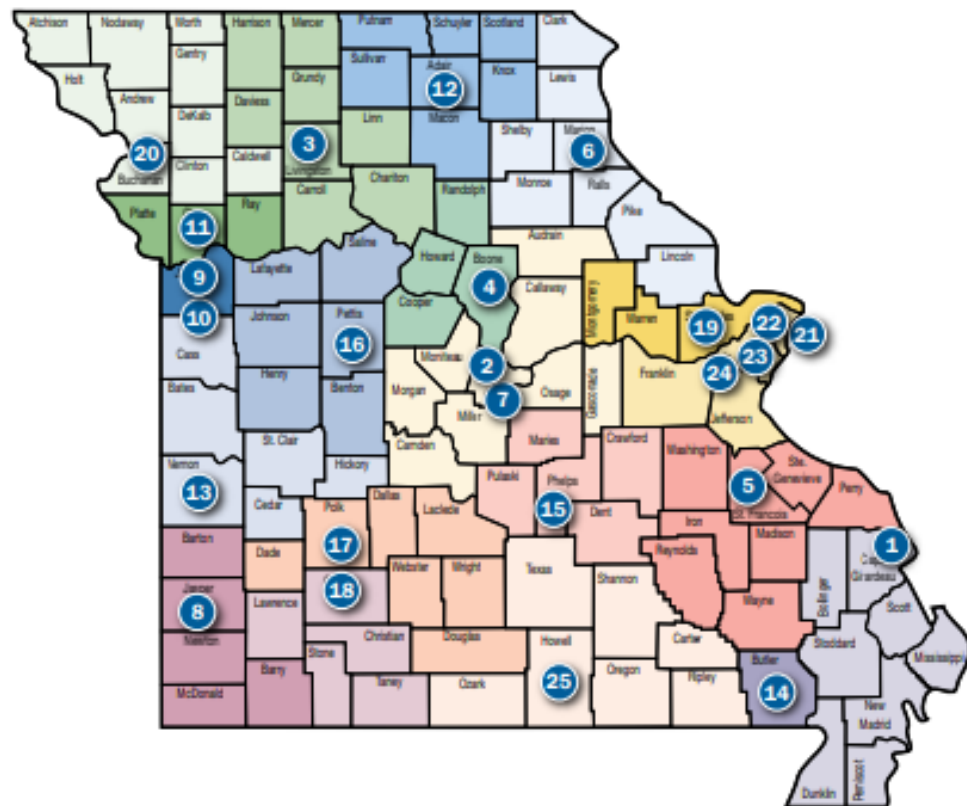 Atchison
Nodaway
Worth
Harrison
Mercer
Putnam
Schuyler
Scotland
Clark
Gentry
Sullivan
Adair
Knox
Lewis
Holt
Andrew
Grundy
12
DeKalb
Daviess
Linn
Macon
Shelby
Marion
20
3
6
Buchanan
Clinton
Caldwell
Livingston
Chariton
Randolph
Monroe
Ralls
Platte
Ray
Carroll
Pike
11
Audrain
Saline
Howard
Boone
Lincoln
9
Lafayette
4
Callaway
Montgomery
Cooper
10
Johnson
Pettis
Warren
19
22
21
16
Cass
Moniteau
2
23
24
Franklin
Henry
Benton
Morgan
7
Osage
Gasconade
Bates
Miller
Jefferson
St. Clair
Camden
Maries
Crawford
Washington
Ste.
Genevieve
Vernon
Hickory
Pulaski
Phelps
5
Perry
13
Cedar
Polk
Dallas
Laclede
15
Dent
St. Francois
Barton
17
Iron
Madison
1
Dade
Webster
Wright
Texas
Reynolds
Girardeau
Jasper
18
Shannon
Bollinger
8
Lawrence
Wayne
Scott
Newton
Christian
Douglas
Howell
Carter
Stoddard
Stone
Butler
Mississippi
Barry
Taney
Ozark
25
Oregon
Ripley
14
McDonald
New
Madrid
Dunklin
Pemiscot